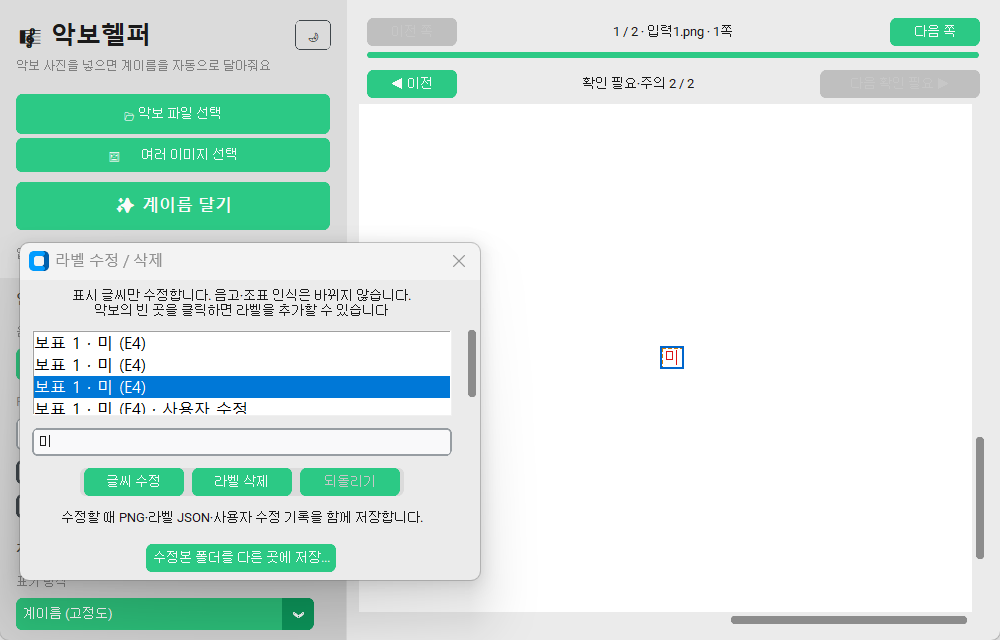 악보헬퍼
악보 사진을 넣으면 계이름을 자동으로 달아줘요
악보 파일 선택
여러 이미지 선택
계이름 달기
라벨 수정 / 삭제
표시 글씨만 수정합니다. 음고·조표 인식은 바뀌지 않습니다.
악보의 빈 곳을 클릭하면 라벨을 추가할 수 있습니다
보표 1 · 미 (E4)
보표 1 · 미 (E4)
보표 1 · 미 (E4)
보표 1 · 미 (F4) · 사용자 수정
미
글씨 수정
라벨 삭제
되돌리기
수정할 때 PNG·라벨 JSON·사용자 수정 기록을 함께 저장합니다.
수정본 폴더를 다른 곳에 저장...
표기 방식
계이름 (고정도)
이전 쪽
1 / 2 · 입력1.png · 1쪽
다음 쪽
◀ 이전
확인 필요·주의 2 / 2
다음 확인 필요 ▶
미